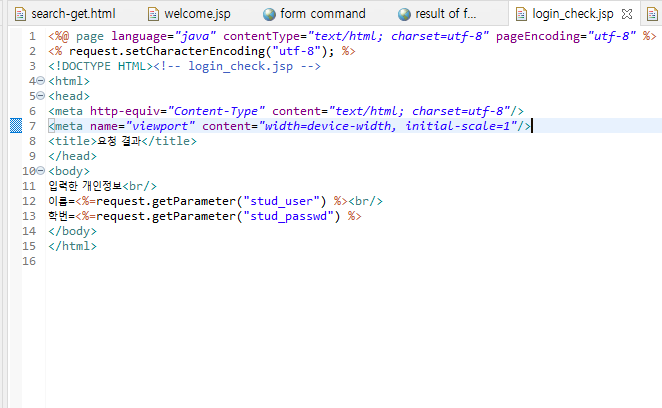 search-get.html welcome.jsp form command result of f... login_check.jsp
1 <%@ page language="java" contentType="text/html; charset=utf-8" pageEncoding="utf-8" %>
2 <% request.setCharacterEncoding("utf-8"); %>
3 <!DOCTYPE HTML><!-- login_check.jsp -->
4 <html>
5 <head>
6 <meta http-equiv="Content-Type" content="text/html; charset=utf-8"/>
7 <meta name="viewport" content="width=device-width, initial-scale=1"/>
8 <title>요청 결과</title>
9 </head>
10 <body>
11 입력한 개인정보<br/>
12 이름=<%=request.getParameter("stud_user") %><br/>
13 학번=<%=request.getParameter("stud_passwd") %>
14 </body>
15 </html>
16